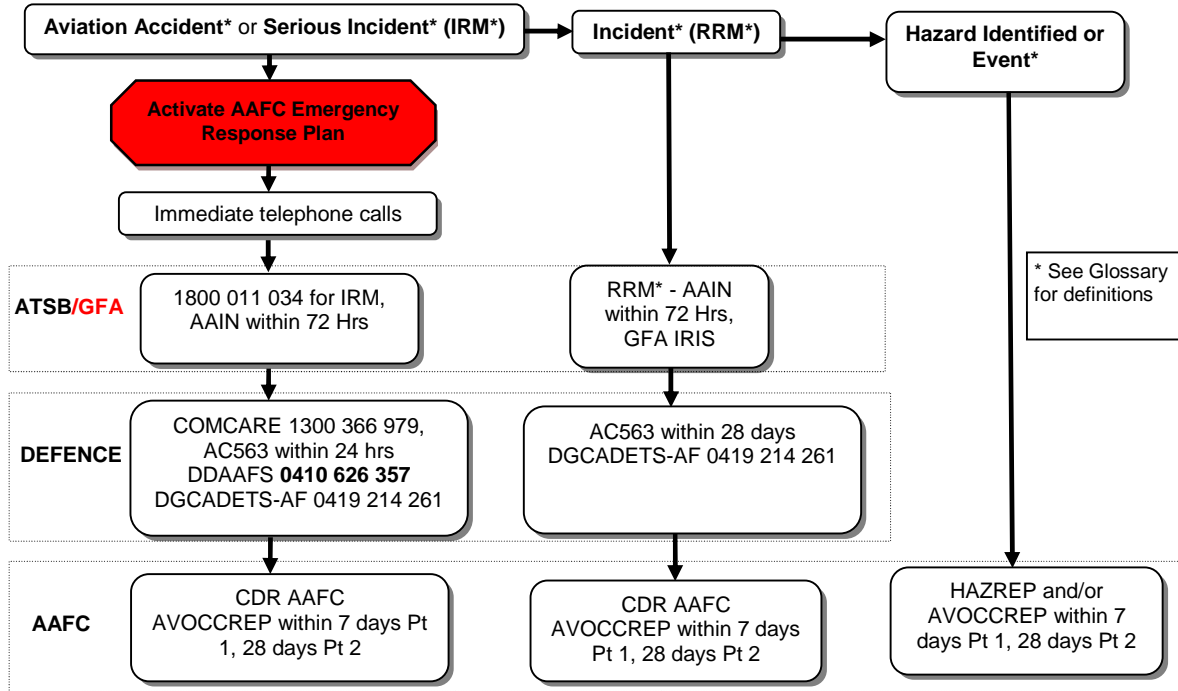 Aviation Accident* or Serious Incident* (IRM*)
Incident* (RRM*)
Hazard Identified or
Event*
Activate AAFC Emergency
Response Plan
Immediate telephone calls
* See Glossary
for definitions
ATSB/GFA
1800 011 034 for IRM,
AAIN within 72 Hrs
RRM* - AAIN
within 72 Hrs,
GFA IRIS
DEFENCE
COMCARE 1300 366 979,
AC563 within 24 hrs
DDAAFS 0410 626 357
DGCADETS-AF 0419 214 261
AC563 within 28 days
DGCADETS-AF 0419 214 261
AAFC
CDR AAFC
AVOCCREP within 7 days Pt
1, 28 days Pt 2
CDR AAFC
AVOCCREP within 7 days
Pt 1, 28 days Pt 2
HAZREP and/or
AVOCCREP within 7
days Pt 1, 28 days Pt 2